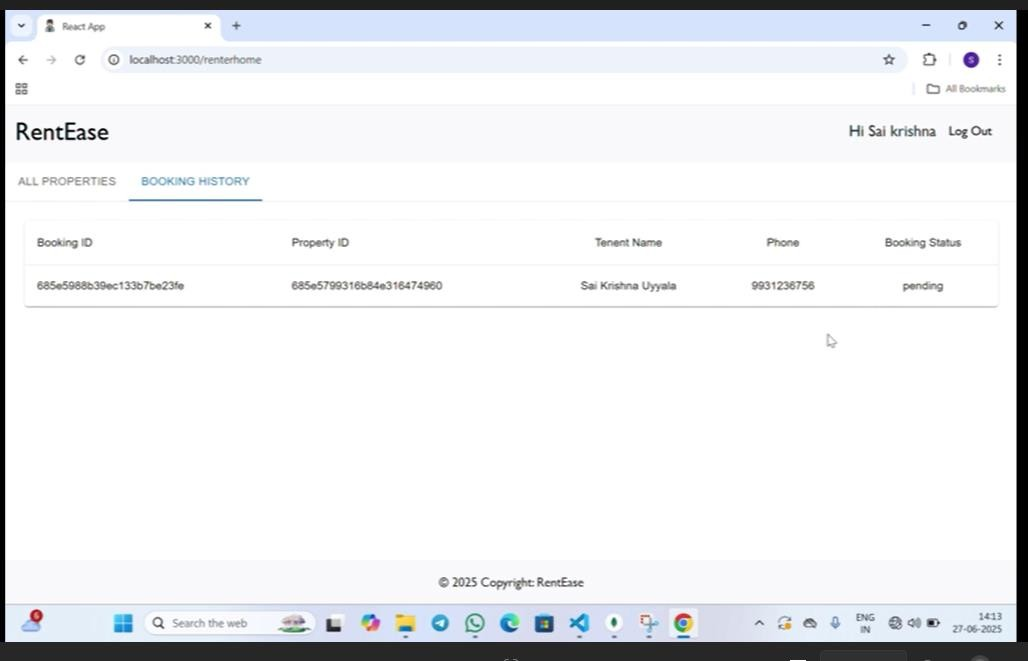 React App
localhost:3000/renterhome
S
All Bookmarks
RentEase
Hi Sai krishna Log Out
ALL PROPERTIES BOOKING HISTORY
Booking ID Property ID Tenent Name Phone Booking Status
685e5988b39ec133b7be23fe 685e5799316b84e316474960 Sai Krishna Uyyala 9931236756 pending
© 2025 Copyright: RentEase
6
Search the web
ENG
IN
14:13
27-06-2025